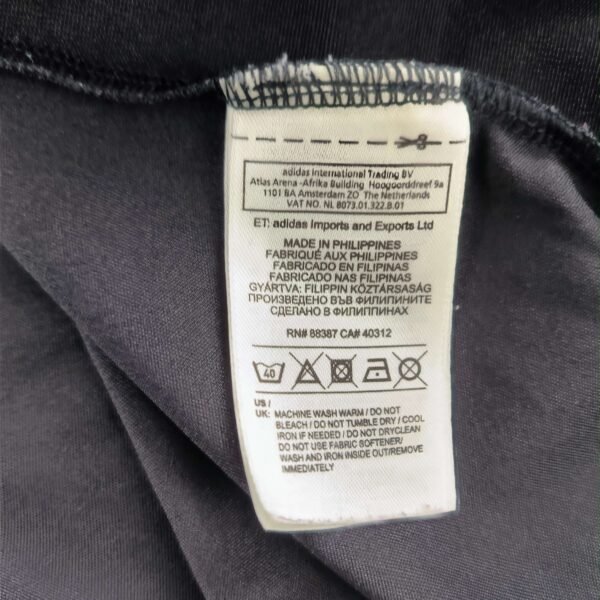 adidas International Trading BV
Atlas Arena -Afrika Building Hoogoorddreef 9a
1101 BA Amsterdam ZO The Netherlands
VAT NO. NL 8073.01.322.B.01
ET: adidas Imports and Exports Ltd
MADE IN PHILIPPINES
FABRIQUÉ AUX PHILIPPINES
FABRICADO EN FILIPINAS
FABRICADO NAS FILIPINAS
GYÁRTVA: FILIPPIN KÖZTÁRSASÁG
ПРОИЗВЕДЕНО ВЪВ ФИЛИПИНИТЕ
СДЕЛАНО В ФИЛИППИНАХ
RN# 88387 CA# 40312
40
US /
UK: MACHINE WASH WARM / DO NOT
BLEACH / DO NOT TUMBLE DRY / COOL
IRON IF NEEDED / DO NOT DRYCLEAN
DO NOT USE FABRIC SOFTENER/
WASH AND IRON INSIDE OUT/REMOVE
IMMEDIATELY